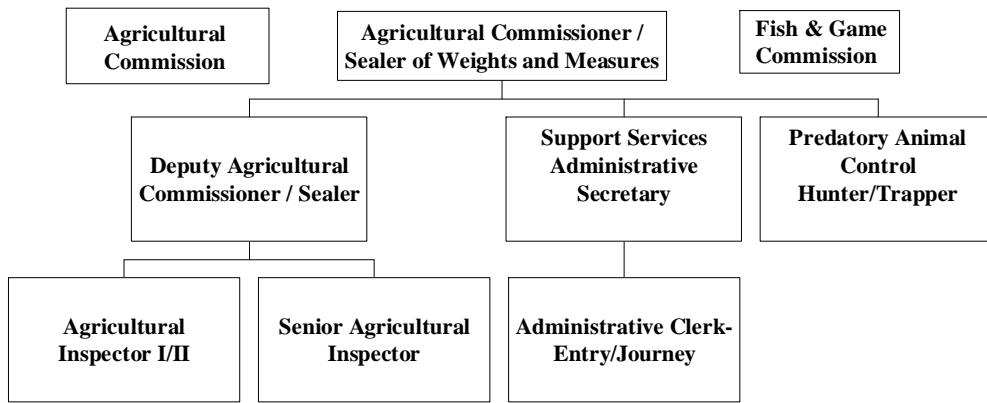 Agricultural
Commission
Agricultural Commissioner /
Sealer of Weights and Measures
Fish & Game
Commission
Deputy Agricultural
Commissioner / Sealer
Support Services
Administrative
Secretary
Predatory Animal
Control
Hunter/Trapper
Agricultural
Inspector I/II
Senior Agricultural
Inspector
Administrative Clerk-
Entry/Journey